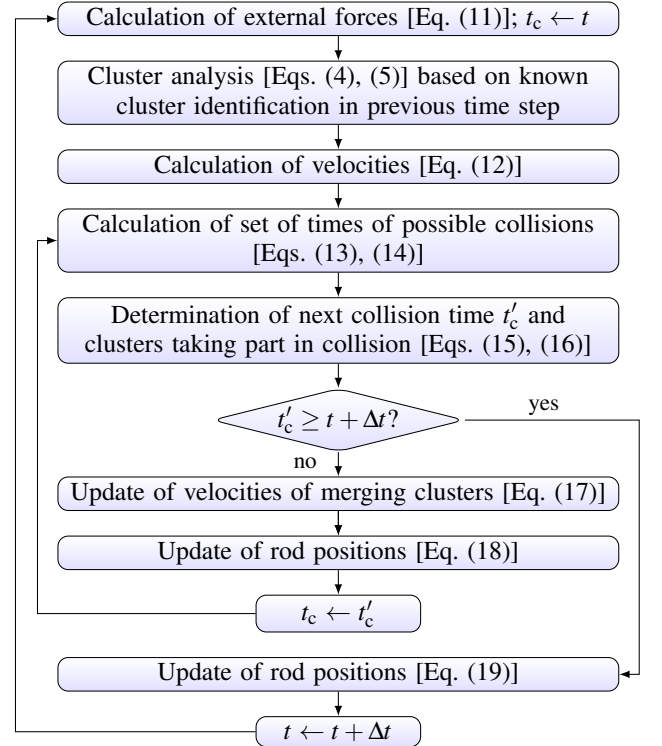 Calculation of external forces [Eq. (11)]; t_c ← t
Cluster analysis [Eqs. (4), (5)] based on known
cluster identification in previous time step
Calculation of velocities [Eq. (12)]
Calculation of set of times of possible collisions
[Eqs. (13), (14)]
Determination of next collision time t′_c and
clusters taking part in collision [Eqs. (15), (16)]
t′_c ≥ t + Δt?
yes
no
Update of velocities of merging clusters [Eq. (17)]
Update of rod positions [Eq. (18)]
t_c ← t′_c
Update of rod positions [Eq. (19)]
t ← t + Δt